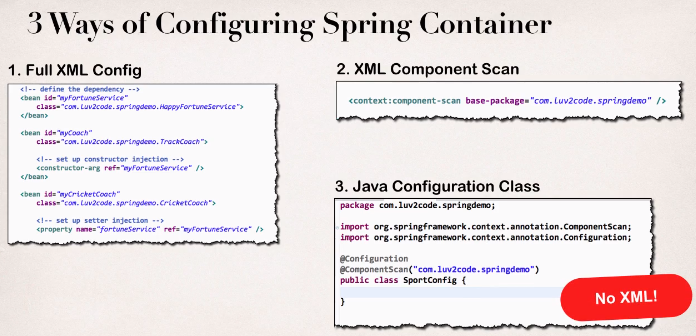 3 Ways of Configuring Spring Container
1. Full XML Config
<!-- define the dependency -->
<bean id="myFortuneService"
class="com.luv2code.springdemo.HappyFortuneService">
</bean>
<bean id="myCoach"
class="com.luv2code.springdemo.TrackCoach">
<!-- set up constructor injection -->
<constructor-arg ref="myFortuneService" />
</bean>
<bean id="myCricketCoach"
class="com.luv2code.springdemo.CricketCoach">
<!-- set up setter injection -->
<property name="fortuneService" ref="myFortuneService" />
2. XML Component Scan
<context:component-scan base-package="com.luv2code.springdemo" />
3. Java Configuration Class
package com.luv2code.springdemo;
import org.springframework.context.annotation.ComponentScan;
import org.springframework.context.annotation.Configuration;
@Configuration
@ComponentScan("com.luv2code.springdemo")
public class SportConfig {
}
No XML!